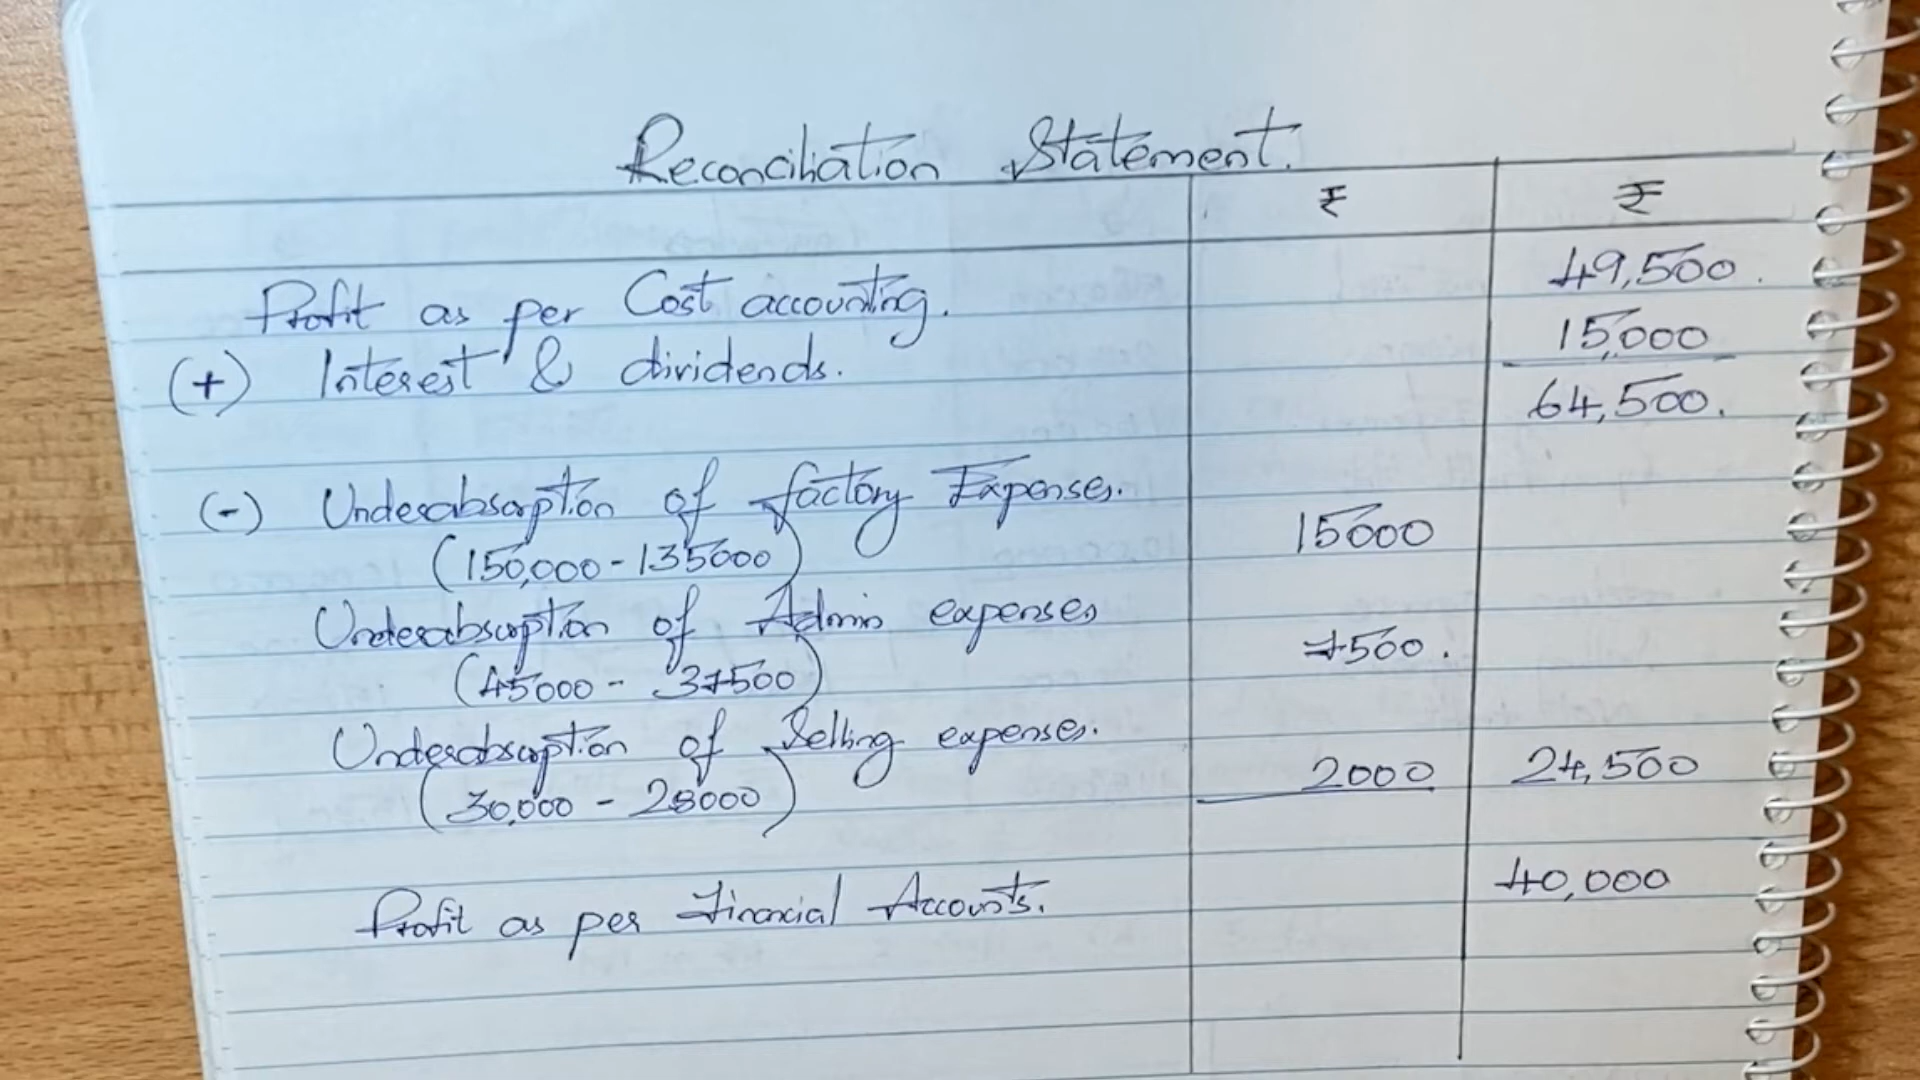 Reconciliation Statement.
₹ ₹
Profit as per Cost accounting. 49,500.
(+) Interest & dividends. 15,000
64,500.
(-) Underabsorption of factory Expenses. 15000
(150,000 - 135000)
Underabsorption of Admin expenses 7500.
(45000 - 37500)
Underabsorption of Selling expenses. 2000 24,500
(30,000 - 28000)
Profit as per Financial Accounts. 40,000